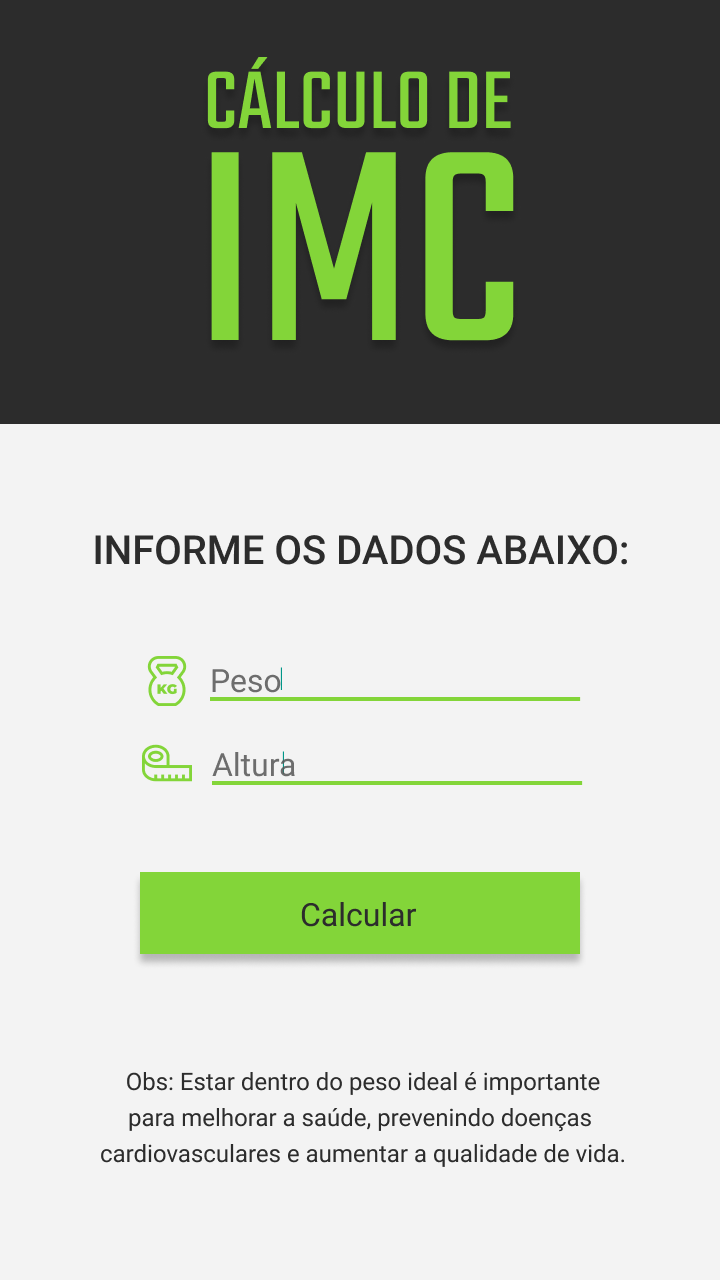 CÁLCULO DE
IMC
INFORME OS DADOS ABAIXO:
KG
Peso
Altura
Calcular
Obs: Estar dentro do peso ideal é importante
para melhorar a saúde, prevenindo doenças
cardiovasculares e aumentar a qualidade de vida.